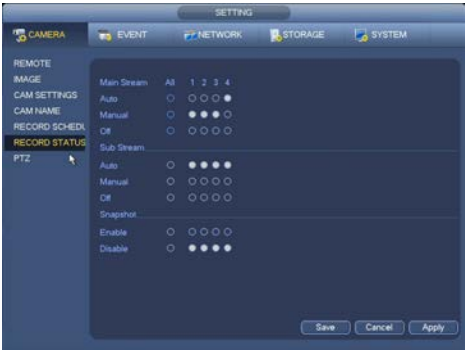 SETTING
CAMERA EVENT NETWORK STORAGE SYSTEM
REMOTE
IMAGE
CAM SETTINGS
CAM NAME
RECORD SCHEDU
RECORD STATUS
PTZ
Main Stream All 1 2 3 4
Auto
Manual
Off
Sub Stream
Auto
Manual
Off
Snapshot
Enable
Disable
Save Cancel Apply